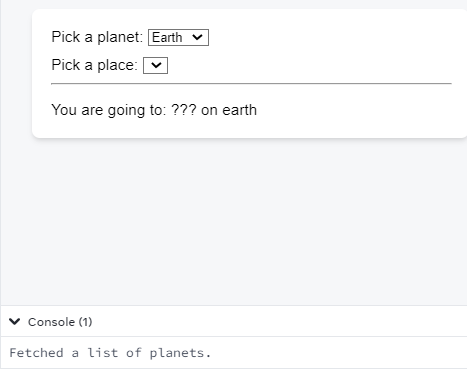 Pick a planet: Earth
Pick a place:
You are going to: ??? on earth
Console (1)
Fetched a list of planets.